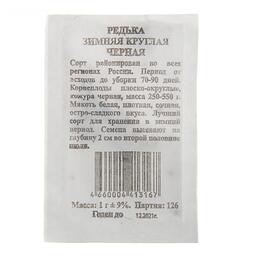 РЕДЬКА
ЗИМНЯЯ КРУГЛАЯ
ЧЕРНАЯ
Сорт районирован во всех
регионах России. Период от
всходов до уборки 70-90 дней.
Корнеплоды плоско-округлые,
кожура черная, масса 250-550 г.
Мякоть белая, плотная, сочная,
остро-сладкого вкуса. Лучший
сорт для хранения в зимний
период. Семена высевают на
глубину 2 см во второй половине
июля.
4660004413167
Масса: 1 г ± 9%. Партия: 126
Годен до 12.2021г.